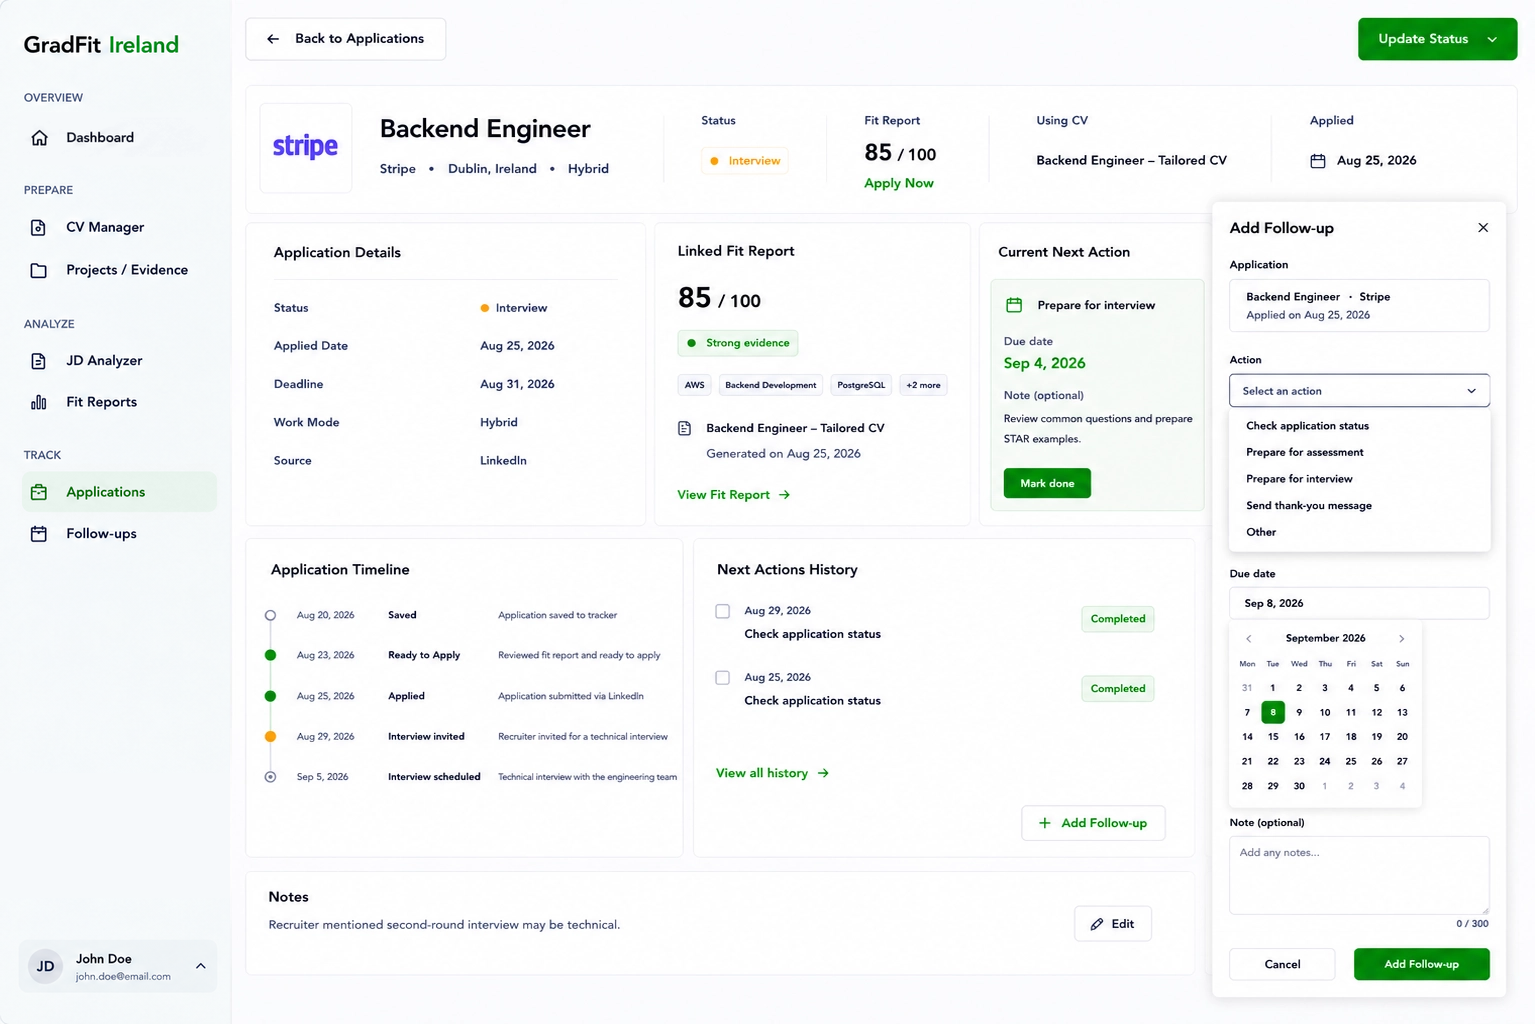 GradFit Ireland
OVERVIEW
Dashboard
PREPARE
CV Manager
Projects / Evidence
ANALYZE
JD Analyzer
Fit Reports
TRACK
Applications
Follow-ups
JD
John Doe
john.doe@email.com
Back to Applications
Update Status
stripe
Backend Engineer
Stripe • Dublin, Ireland • Hybrid
Status
Interview
Fit Report
85 / 100
Apply Now
Using CV
Backend Engineer – Tailored CV
Applied
Aug 25, 2026
Application Details
Status Interview
Applied Date Aug 25, 2026
Deadline Aug 31, 2026
Work Mode Hybrid
Source LinkedIn
Linked Fit Report
85 / 100
Strong evidence
AWS Backend Development PostgreSQL +2 more
Backend Engineer – Tailored CV
Generated on Aug 25, 2026
View Fit Report
Current Next Action
Prepare for interview
Due date
Sep 4, 2026
Note (optional)
Review common questions and prepare
STAR examples.
Mark done
Application Timeline
Aug 20, 2026 Saved Application saved to tracker
Aug 23, 2026 Ready to Apply Reviewed fit report and ready to apply
Aug 25, 2026 Applied Application submitted via LinkedIn
Aug 29, 2026 Interview invited Recruiter invited for a technical interview
Sep 5, 2026 Interview scheduled Technical interview with the engineering team
Next Actions History
Aug 29, 2026
Check application status
Completed
Aug 25, 2026
Check application status
Completed
View all history
+ Add Follow-up
Notes
Recruiter mentioned second-round interview may be technical.
Edit
Add Follow-up
Application
Backend Engineer · Stripe
Applied on Aug 25, 2026
Action
Select an action
Check application status
Prepare for assessment
Prepare for interview
Send thank-you message
Other
Due date
Sep 8, 2026
September 2026
Mon Tue Wed Thu Fri Sat Sun
31 1 2 3 4 5 6
7 8 9 10 11 12 13
14 15 16 17 18 19 20
21 22 23 24 25 26 27
28 29 30 1 2 3 4
Note (optional)
Add any notes...
0 / 300
Cancel
Add Follow-up